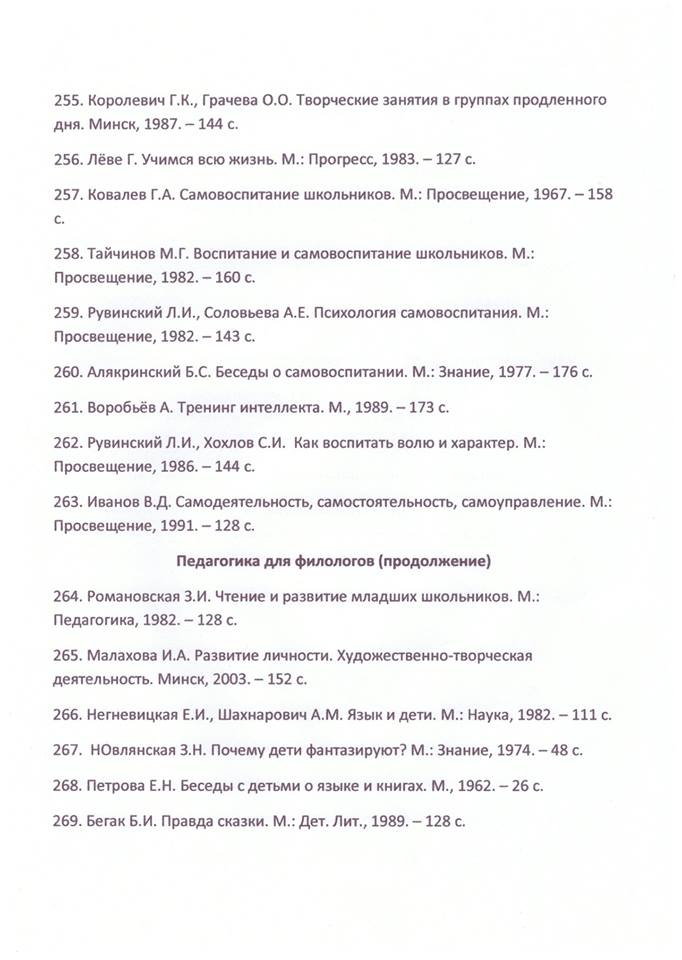 255. Королевич Г.К., Грачева О.О. Творческие занятия в группах продленного
дня. Минск, 1987. – 144 с.
256. Лёве Г. Учимся всю жизнь. М.: Прогресс, 1983. – 127 с.
257. Ковалев Г.А. Самовоспитание школьников. М.: Просвещение, 1967. – 158
с.
258. Тайчинов М.Г. Воспитание и самовоспитание школьников. М.:
Просвещение, 1982. – 160 с.
259. Рувинский Л.И., Соловьева А.Е. Психология самовоспитания. М.:
Просвещение, 1982. – 143 с.
260. Алякринский Б.С. Беседы о самовоспитании. М.: Знание, 1977. – 176 с.
261. Воробьёв А. Тренинг интеллекта. М., 1989. – 173 с.
262. Рувинский Л.И., Хохлов С.И.  Как воспитать волю и характер. М.:
Просвещение, 1986. – 144 с.
263. Иванов В.Д. Самодеятельность, самостоятельность, самоуправление. М.:
Просвещение, 1991. – 128 с.
Педагогика для филологов (продолжение)
264. Романовская З.И. Чтение и развитие младших школьников. М.:
Педагогика, 1982. – 128 с.
265. Малахова И.А. Развитие личности. Художественно-творческая
деятельность. Минск, 2003. – 152 с.
266. Негневицкая Е.И., Шахнарович А.М. Язык и дети. М.: Наука, 1982. – 111 с.
267.  НОвлянская З.Н. Почему дети фантазируют? М.: Знание, 1974. – 48 с.
268. Петрова Е.Н. Беседы с детьми о языке и книгах. М., 1962. – 26 с.
269. Бегак Б.И. Правда сказки. М.: Дет. Лит., 1989. – 128 с.